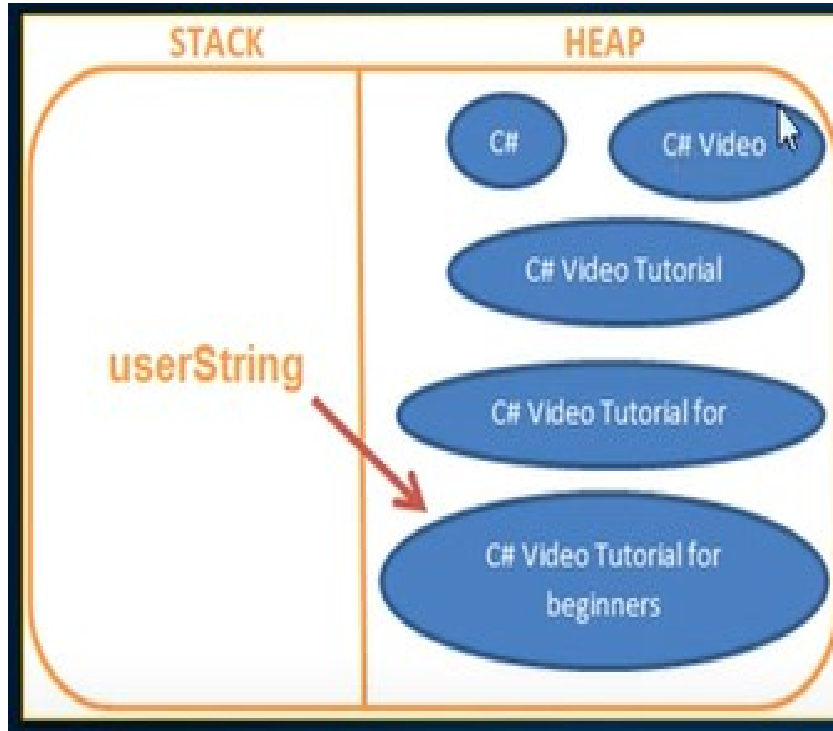 STACK
HEAP
C#
C# Video
C# Video Tutorial
userString
C# Video Tutorial for
C# Video Tutorial for
beginners